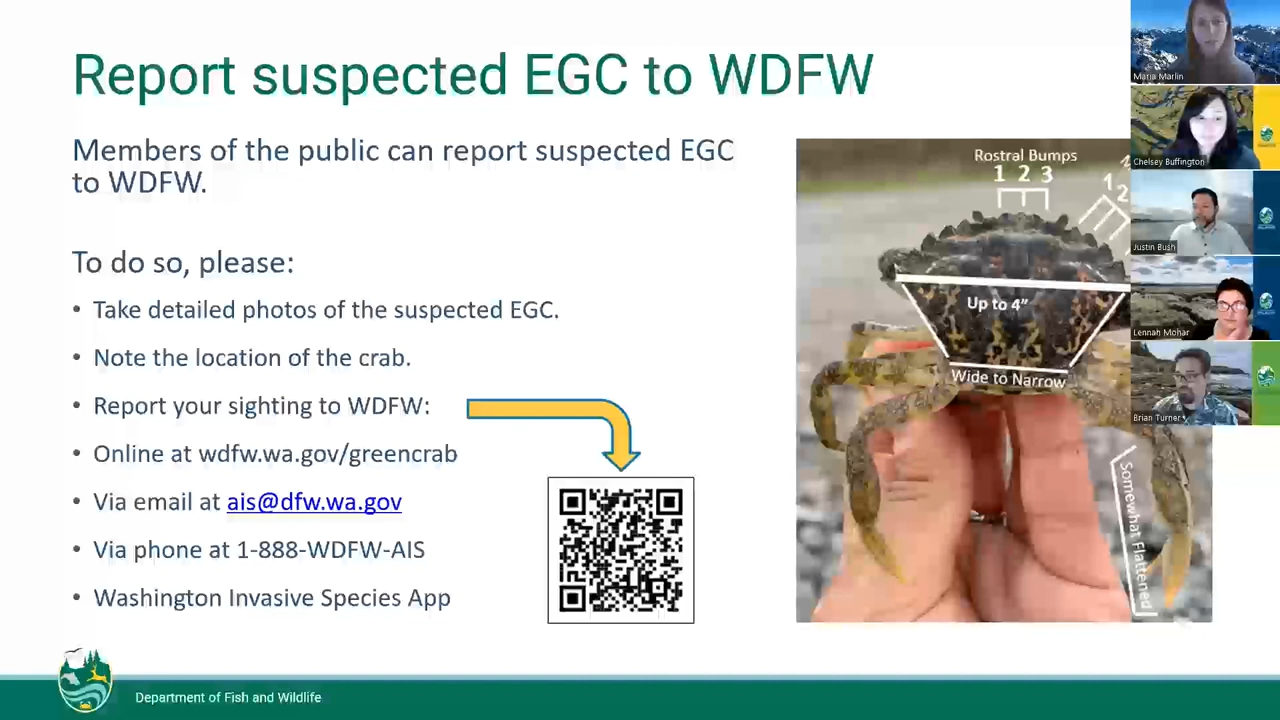 Report suspected EGC to WDFW
Members of the public can report suspected EGC
to WDFW.
To do so, please:
• Take detailed photos of the suspected EGC.
• Note the location of the crab.
• Report your sighting to WDFW:
• Online at wdfw.wa.gov/greencrab
• Via email at ais@dfw.wa.gov
• Via phone at 1-888-WDFW-AIS
• Washington Invasive Species App
Rostral Bumps
1 2 3
1
2
Up to 4”
Wide to Narrow
Somewhat Flattened
Maria Marlin
Chelsey Buffington
Justin Bush
Lennah Mohar
Brian Turner
Department of Fish and Wildlife